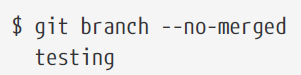 $ git branch --no-merged
testing